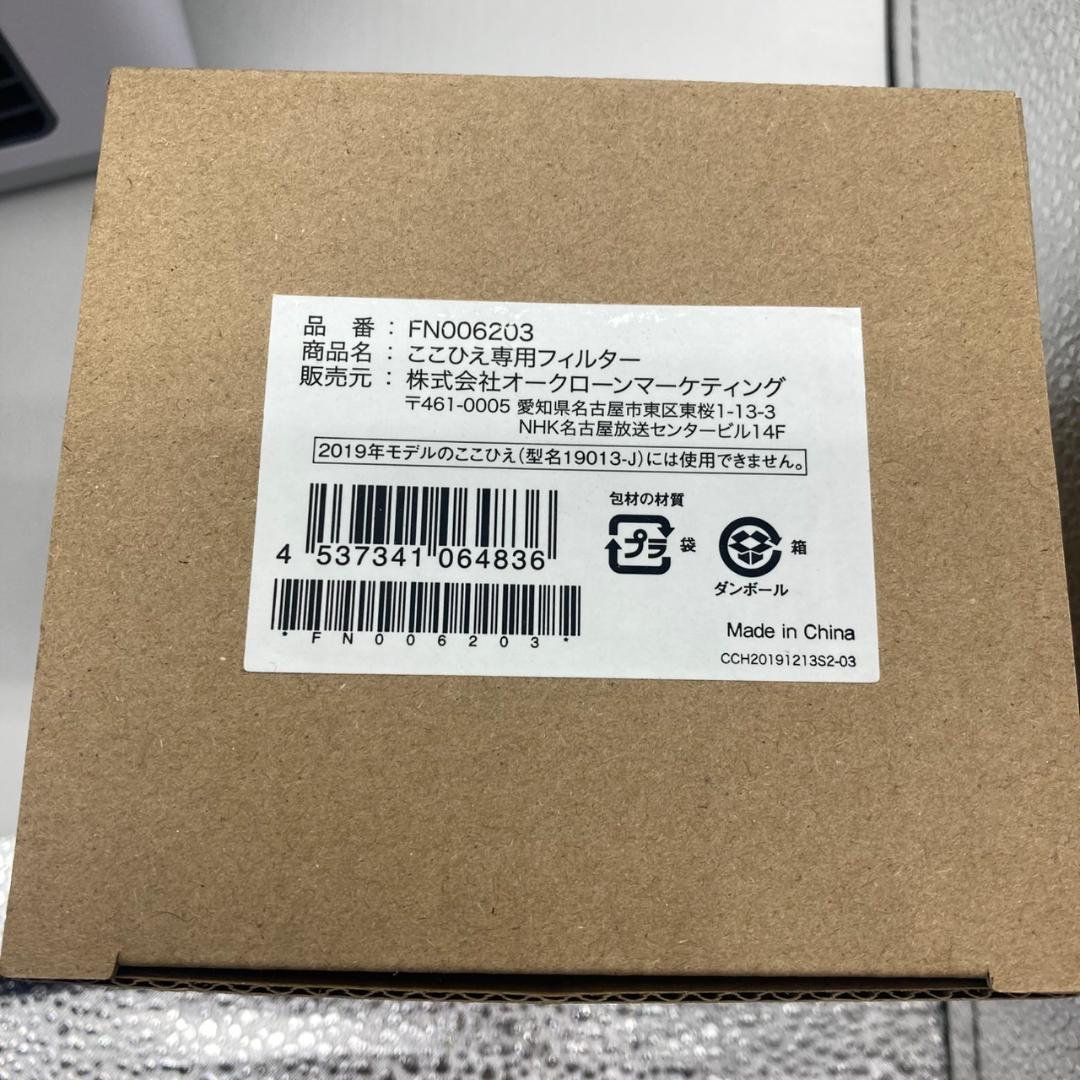 品 番：FN006203
商品名：ここひえ専用フィルター
販売元：株式会社オークローンマーケティング
〒461-0005 愛知県名古屋市東区東桜1-13-3
NHK名古屋放送センタービル14F
2019年モデルのここひえ(型名19013-J)には使用できません。
包材の材質
プラ 袋
箱
ダンボール
4 537341 064836
*FN006203*
Made in China
CCH20191213S2-03